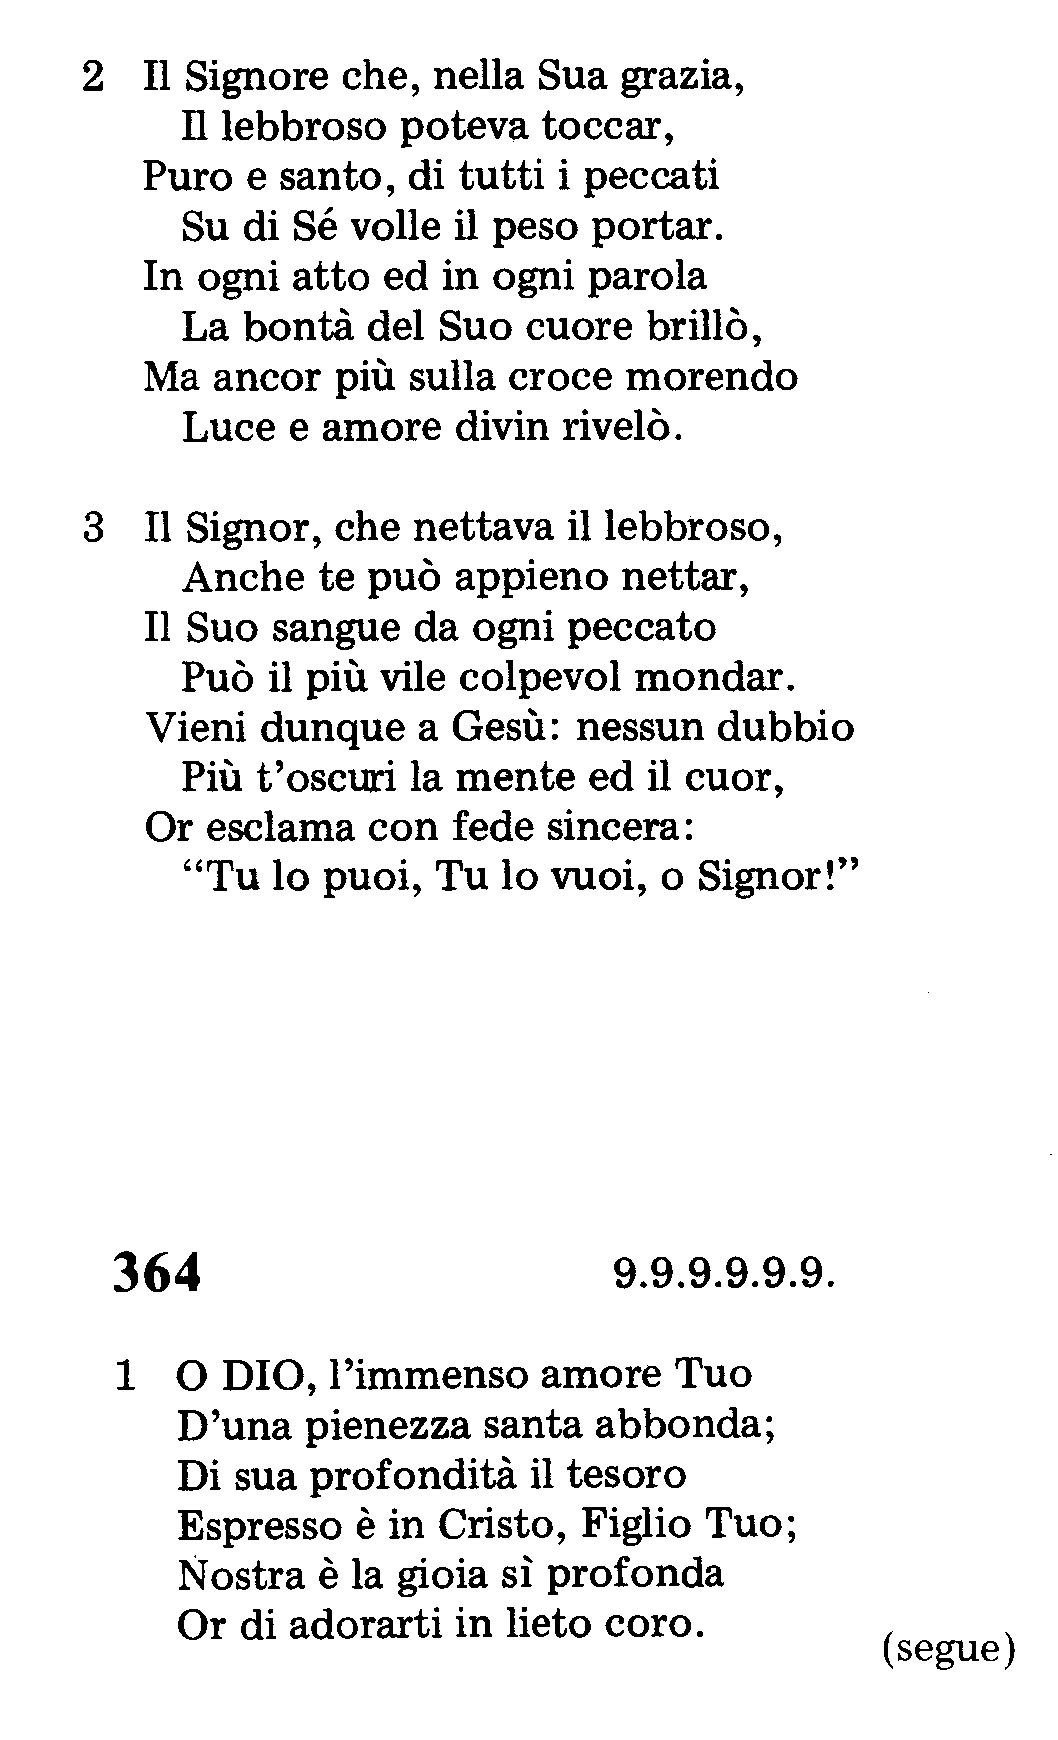 2 Il Signore che, nella Sua grazia,
Il lebbroso poteva toccar,
Puro e santo, di tutti i peccati
Su di Sé volle il peso portar.
In ogni atto ed in ogni parola
La bontà del Suo cuore brillò,
Ma ancor più sulla croce morendo
Luce e amore divin rivelò.
3 Il Signor, che nettava il lebbroso,
Anche te può appieno nettar,
Il Suo sangue da ogni peccato
Può il più vile colpevol mondar.
Vieni dunque a Gesù: nessun dubbio
Più t’oscuri la mente ed il cuor,
Or esclama con fede sincera:
“Tu lo puoi, Tu lo vuoi, o Signor!”
364 9.9.9.9.9.9.
1 O DIO, l’immenso amore Tuo
D’una pienezza santa abbonda;
Di sua profondità il tesoro
Espresso è in Cristo, Figlio Tuo;
Nostra è la gioia sì profonda
Or di adorarti in lieto coro.
(segue)